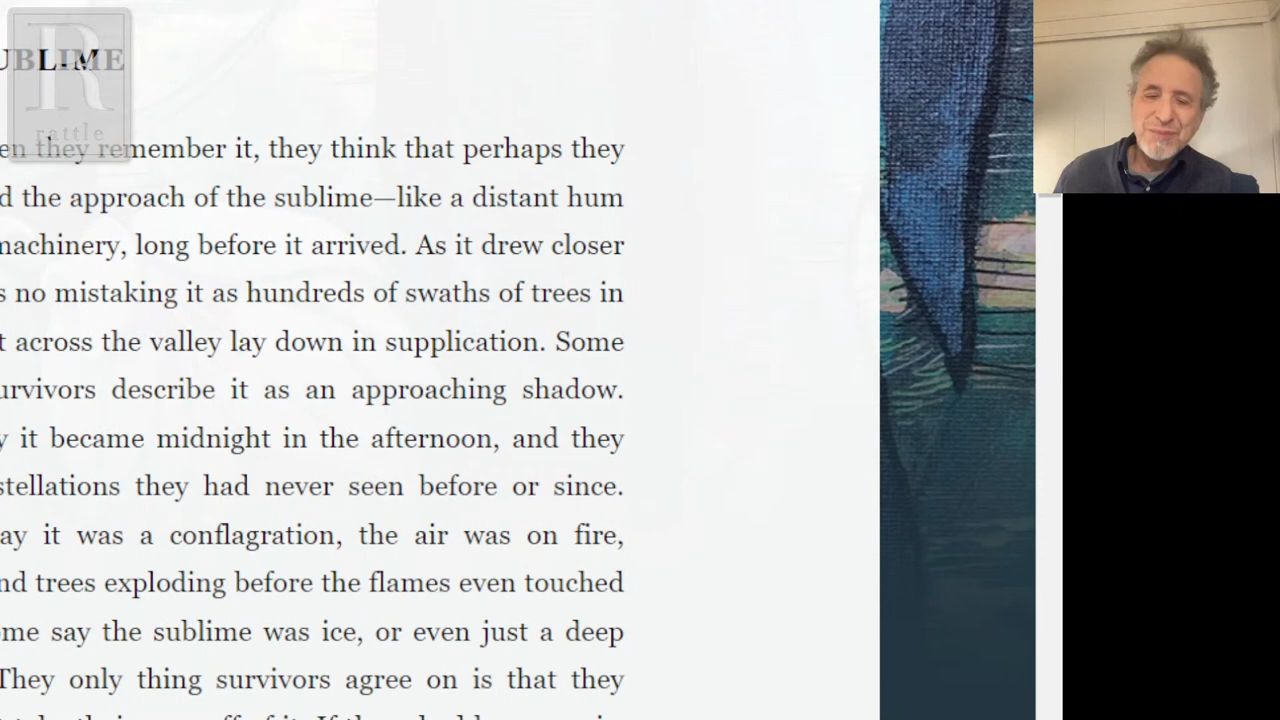 UBLIME
R
rattle
en they remember it, they think that perhaps they
d the approach of the sublime—like a distant hum
machinery, long before it arrived. As it drew closer
s no mistaking it as hundreds of swaths of trees in
t across the valley lay down in supplication. Some
urvivors describe it as an approaching shadow.
y it became midnight in the afternoon, and they
stellations they had never seen before or since.
ay it was a conflagration, the air was on fire,
nd trees exploding before the flames even touched
ome say the sublime was ice, or even just a deep
They only thing survivors agree on is that they